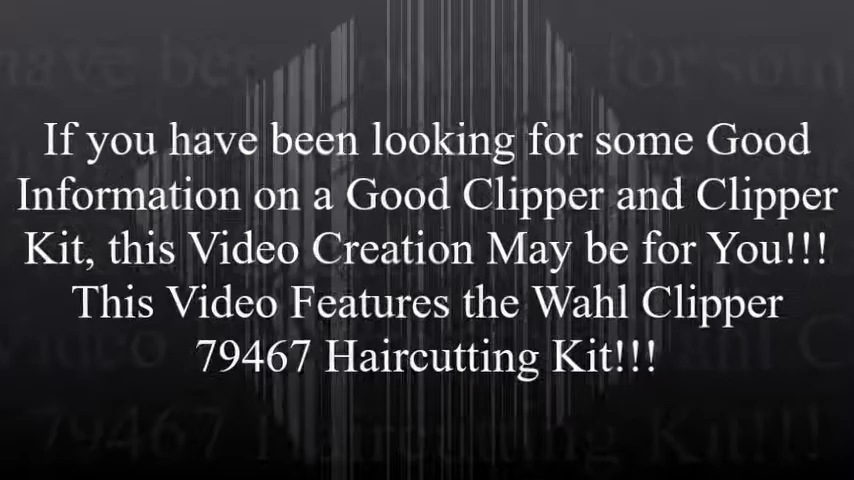 If you have been looking for some Good
Information on a Good Clipper and Clipper
Kit, this Video Creation May be for You!!!
This Video Features the Wahl Clipper
79467 Haircutting Kit!!!